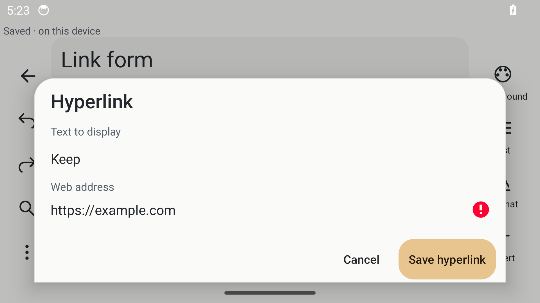 5:23
Saved · on this device
Link form
Hyperlink
Text to display
Keep
Web address
https://example.com
Cancel
Save hyperlink